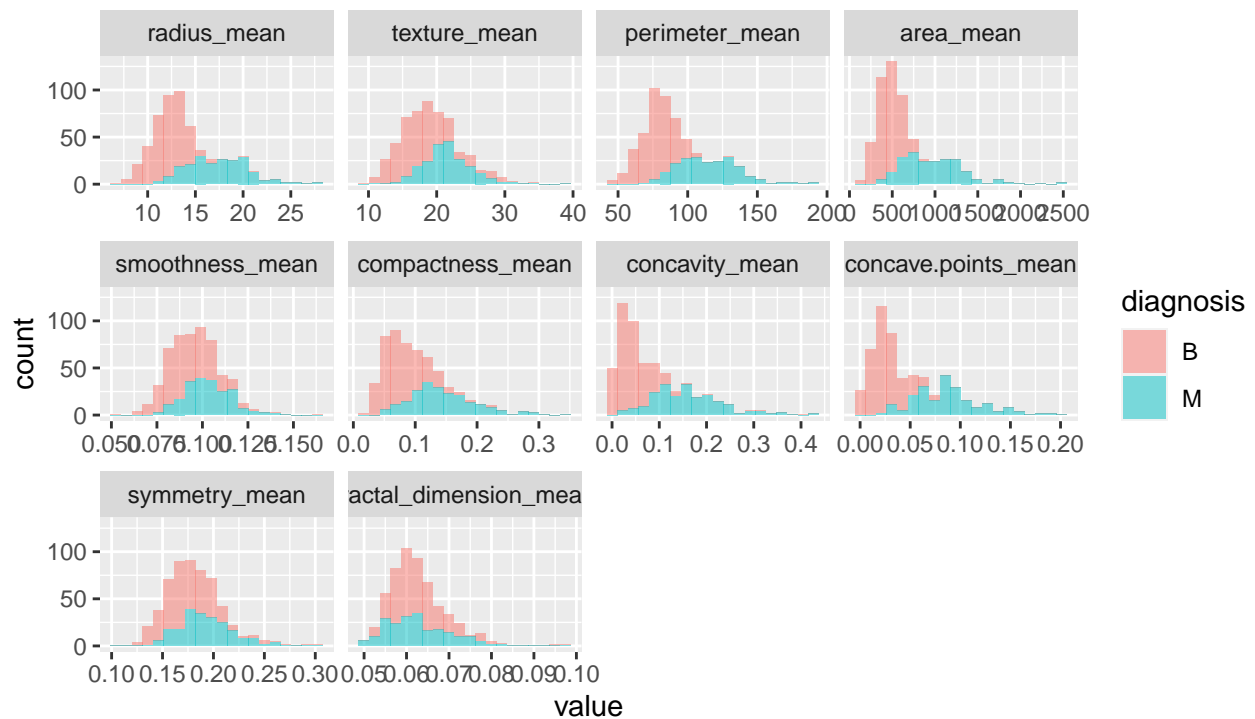 radius_mean texture_mean perimeter_mean area_mean
100
50
0
10 15 20 25 10 20 30 40 50 100 150 200 0 500 1000 1500 2000 2500
smoothness_mean compactness_mean concavity_mean concave.points_mean
100
50
0
0.050 0.075 0.100 0.125 0.150 0.0 0.1 0.2 0.3 0.0 0.1 0.2 0.3 0.4 0.00 0.05 0.10 0.15 0.20
symmetry_mean ractal_dimension_mea
100
50
0
0.10 0.15 0.20 0.25 0.30 0.05 0.06 0.07 0.08 0.09 0.10
value
count
diagnosis
B
M